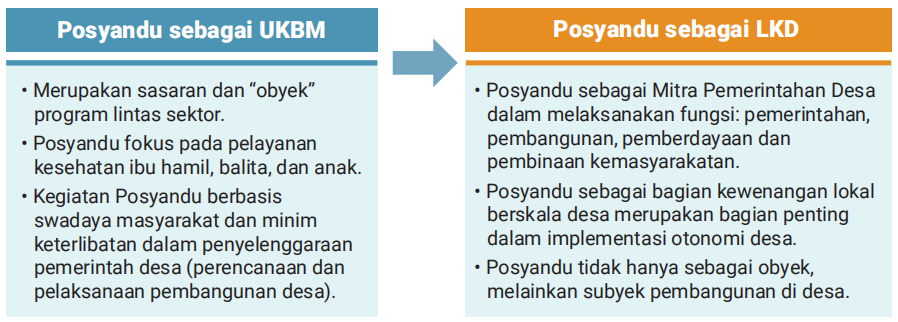 Posyandu sebagai UKBM
• Merupakan sasaran dan “obyek”
program lintas sektor.
• Posyandu fokus pada pelayanan
kesehatan ibu hamil, balita, dan anak.
• Kegiatan Posyandu berbasis
swadaya masyarakat dan minim
keterlibatan dalam penyelenggaraan
pemerintah desa (perencanaan dan
pelaksanaan pembangunan desa).
Posyandu sebagai LKD
• Posyandu sebagai Mitra Pemerintahan Desa
dalam melaksanakan fungsi: pemerintahan,
pembangunan, pemberdayaan dan
pembinaan kemasyarakatan.
• Posyandu sebagai bagian kewenangan lokal
berskala desa merupakan bagian penting
dalam implementasi otonomi desa.
• Posyandu tidak hanya sebagai obyek,
melainkan subyek pembangunan di desa.